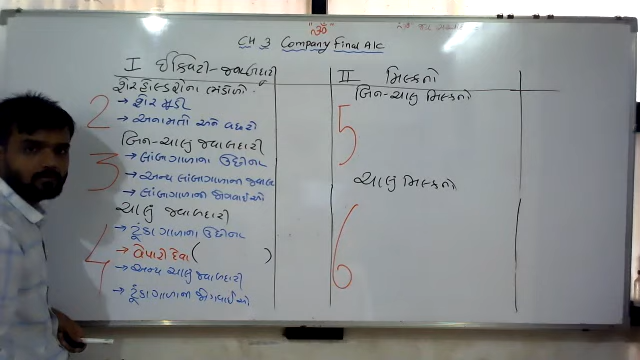 "ૐ"
CH 3 Company Final A/c
I ઈક્વિટી-જવાબદારી
શેરહોલ્ડરોના ભંડોળો
2 → શેરમૂડી
→ અનામતો અને વધારો
બિન-ચાલુ જવાબદારી
3 → લાંબાગાળાના ઉછીના
→ અન્ય લાંબાગાળાની જવાબ
→ લાંબાગાળાની જોગવાઈઓ
ચાલુ જવાબદારી
4 → ટૂંકાગાળાના ઉછીના
→ વેપારી દેવા ( )
→ અન્ય ચાલુ જવાબદારી
→ ટૂંકાગાળાની જોગવાઈઓ
II મિલકતો
બિન-ચાલુ મિલકતો
5
ચાલુ મિલકતો
6